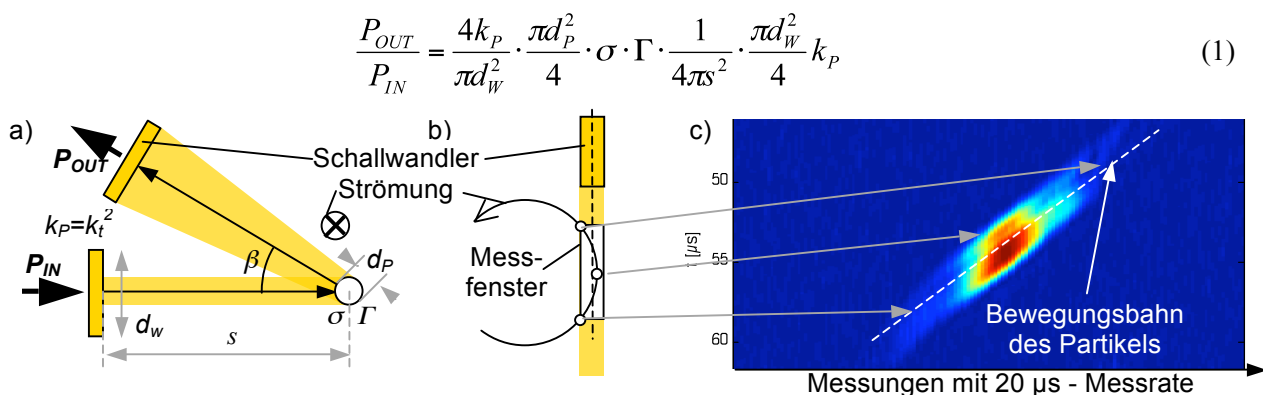 P_OUT/P_IN = 4k_P/πd_W^2 · πd_P^2/4 · σ · Γ · 1/4πs^2 · πd_W^2/4 k_P (1)
a)
P_OUT
k_P=k_t^2
P_IN
β
d_P
d_w
s
σ
Γ
b)
Schallwandler
Strömung
Mess-
fenster
c)
50
[µs]
55
60
Bewegungsbahn
des Partikels
Messungen mit 20 µs - Messrate